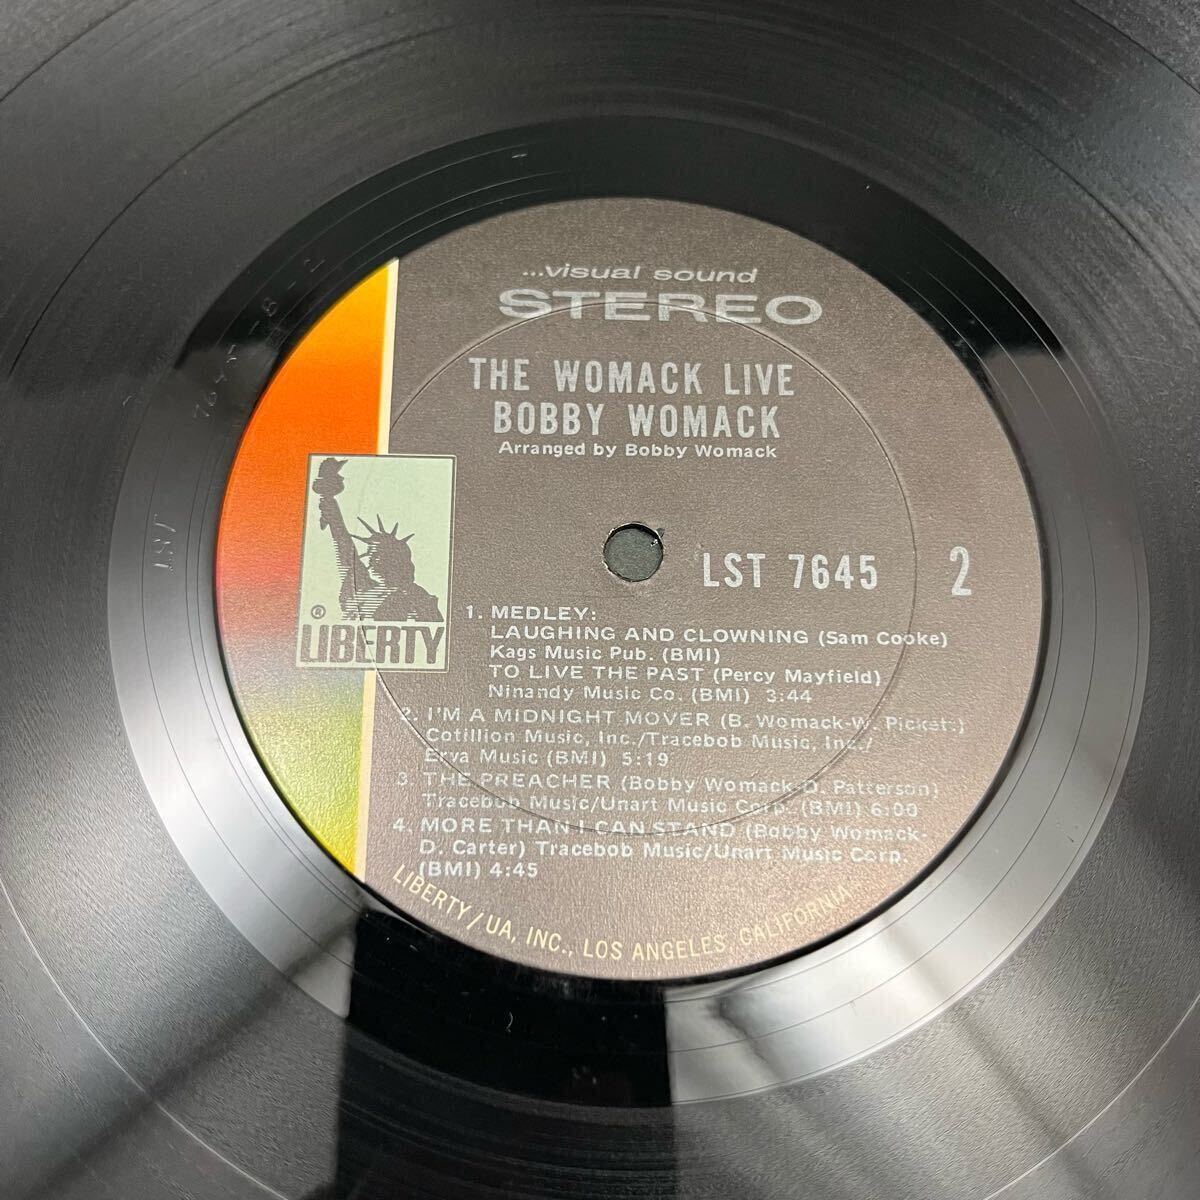 ...visual sound
STEREO
THE WOMACK LIVE
BOBBY WOMACK
Arranged by Bobby Womack
LST 7645
2
®
LIBERTY
1. MEDLEY:
LAUGHING AND CLOWNING (Sam Cooke)
Kags Music Pub. (BMI)
TO LIVE THE PAST (Percy Mayfield)
Ninandy Music Co. (BMI) 3:44
2. I'M A MIDNIGHT MOVER (B. Womack-W. Picket:)
Cotillion Music, Inc./Tracebob Music, Inc./
Erva Music (BMI) 5:19
3. THE PREACHER (Bobby Womack-D. Patterson)
Tracebob Music/Unart Music Corp. (BMI) 6:00
4. MORE THAN I CAN STAND (Bobby Womack-
D. Carter) Tracebob Music/Unart Music Corp.
(BMI) 4:45
LIBERTY/UA, INC., LOS ANGELES, CALIFORNIA
LST